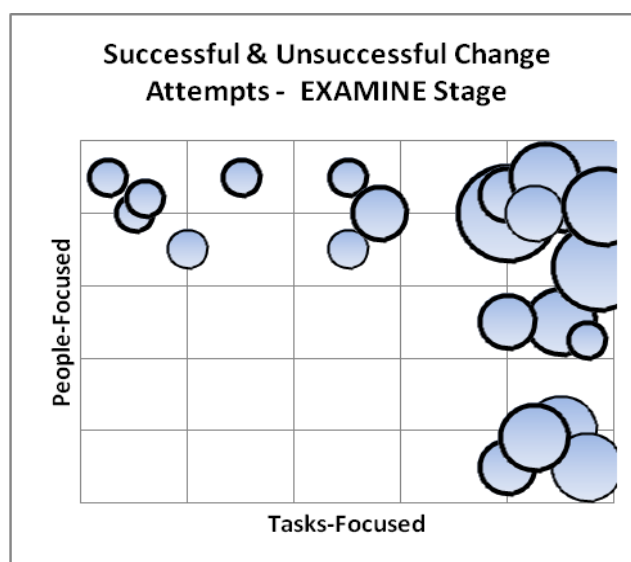 Successful & Unsuccessful Change
Attempts - EXAMINE Stage
People-Focused
Tasks-Focused